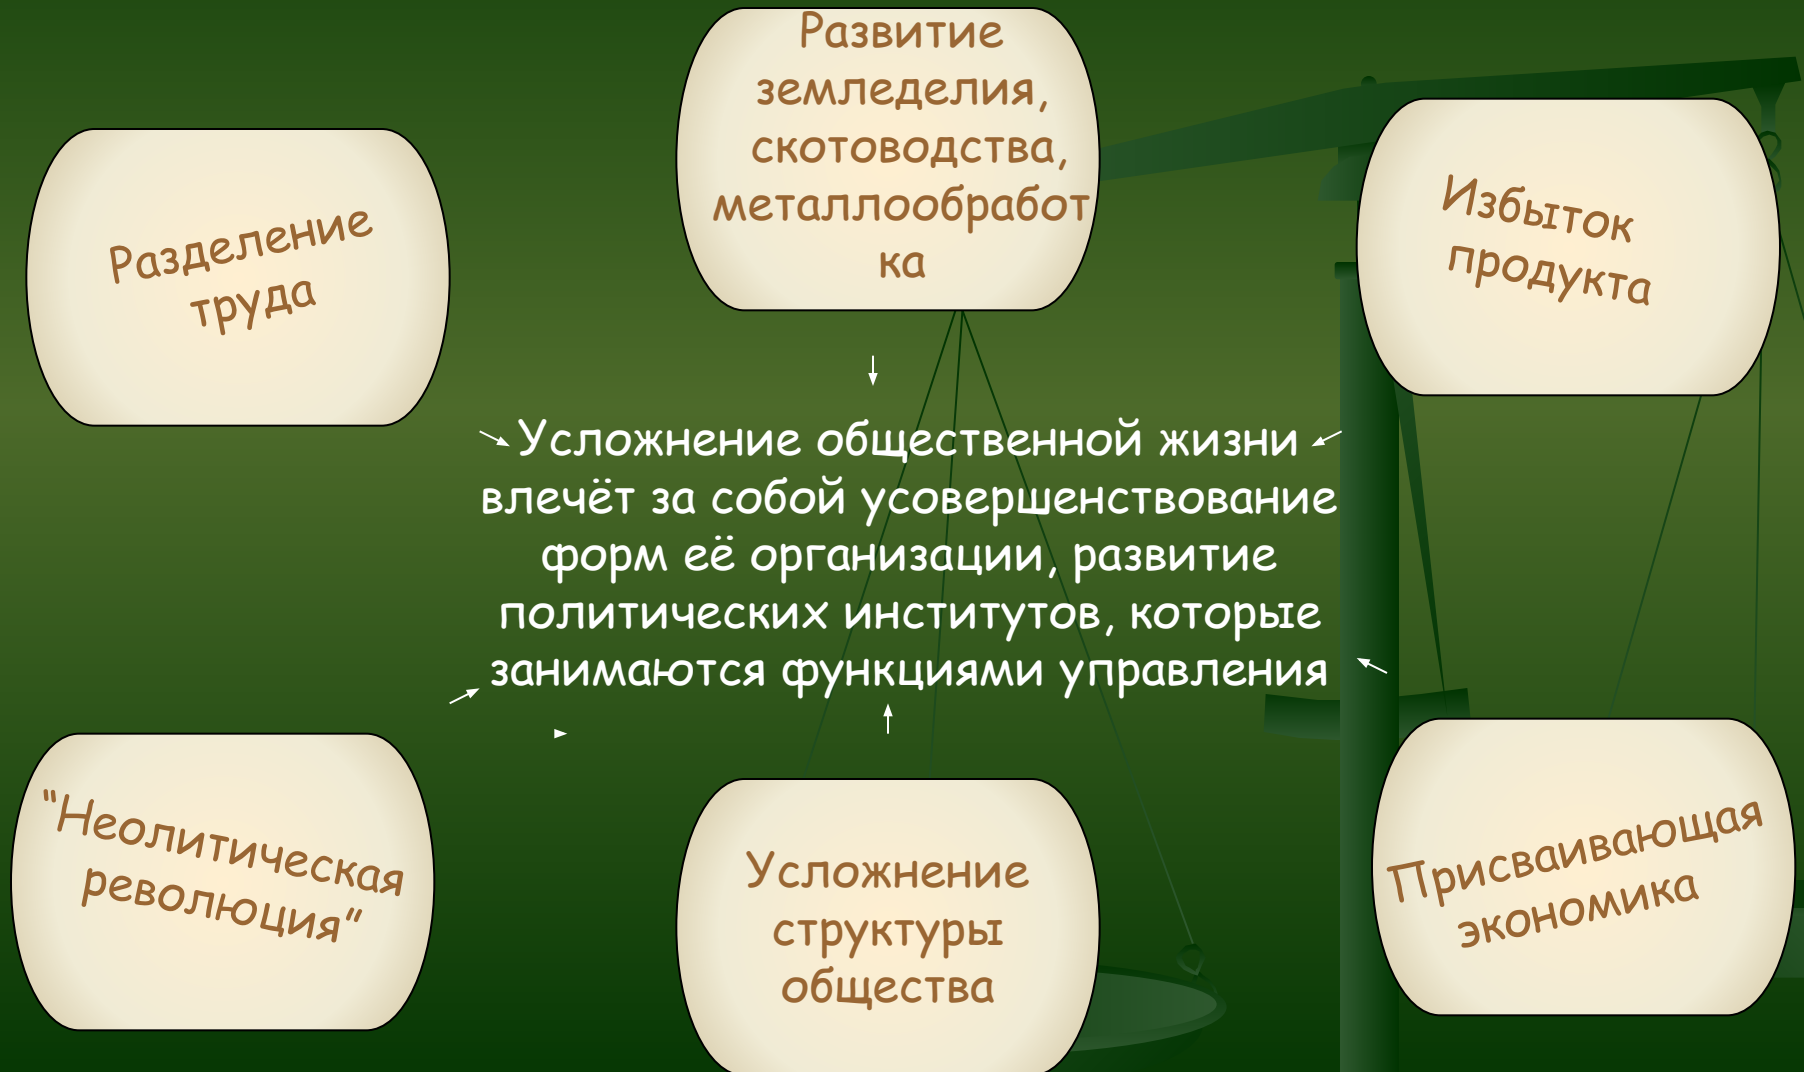 Развитие
земледелия,
скотоводства,
металлообработ
ка
Разделение
труда
Избыток
продукта
Усложнение общественной жизни
влечёт за собой усовершенствование
форм её организации, развитие
политических институтов, которые
занимаются функциями управления
"Неолитическая
революция"
Усложнение
структуры
общества
Присваивающая
экономика